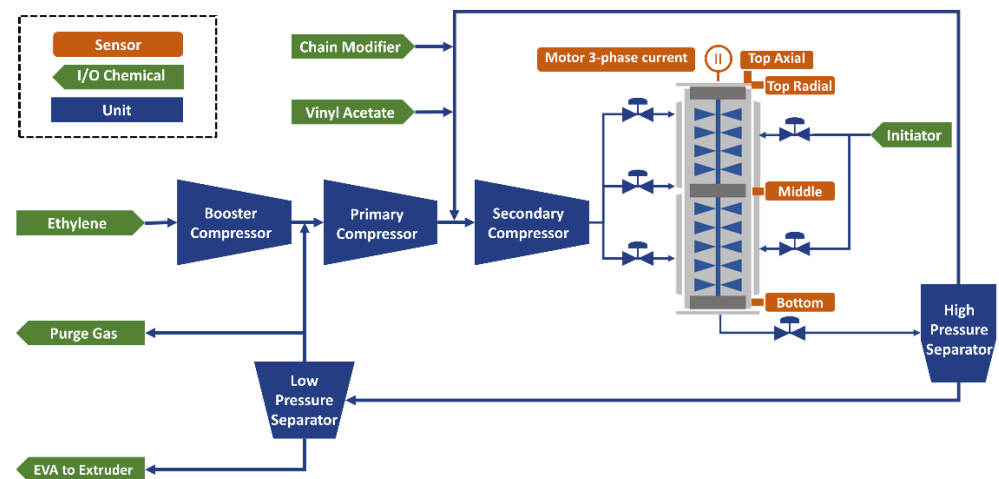 Sensor
I/O Chemical
Unit
Chain Modifier
Vinyl Acetate
Motor 3-phase current
Top Axial
Top Radial
Initiator
Middle
Bottom
Ethylene
Booster
Compressor
Primary
Compressor
Secondary
Compressor
High
Pressure
Separator
Purge Gas
Low
Pressure
Separator
EVA to Extruder